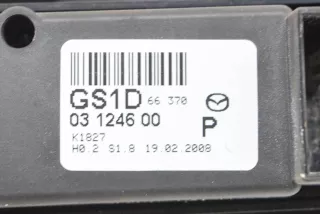 GS1D 66 370
03 1246 00 P
K1827
H0.2 S1.8 19.02.2008